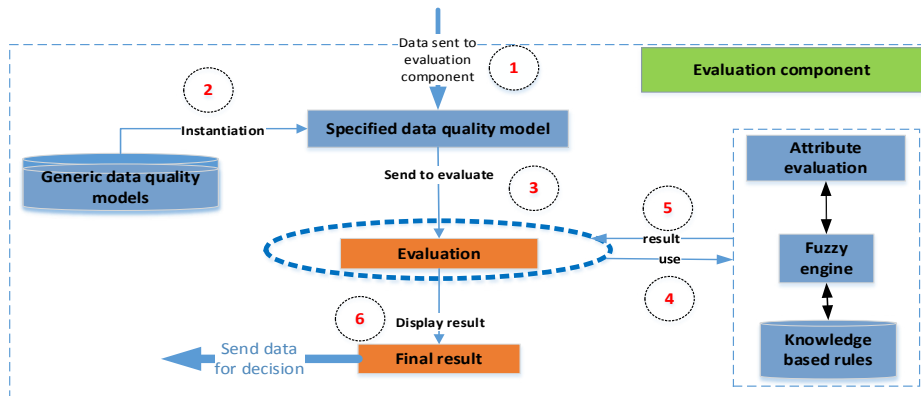 Data sent to
evaluation
component
1
Evaluation component
2
Instantiation
Specified data quality model
Generic data quality
models
Send to evaluate
3
Attribute
evaluation
5
result
Evaluation
use
Fuzzy
engine
4
6
Display result
Send data
for decision
Final result
Knowledge
based rules